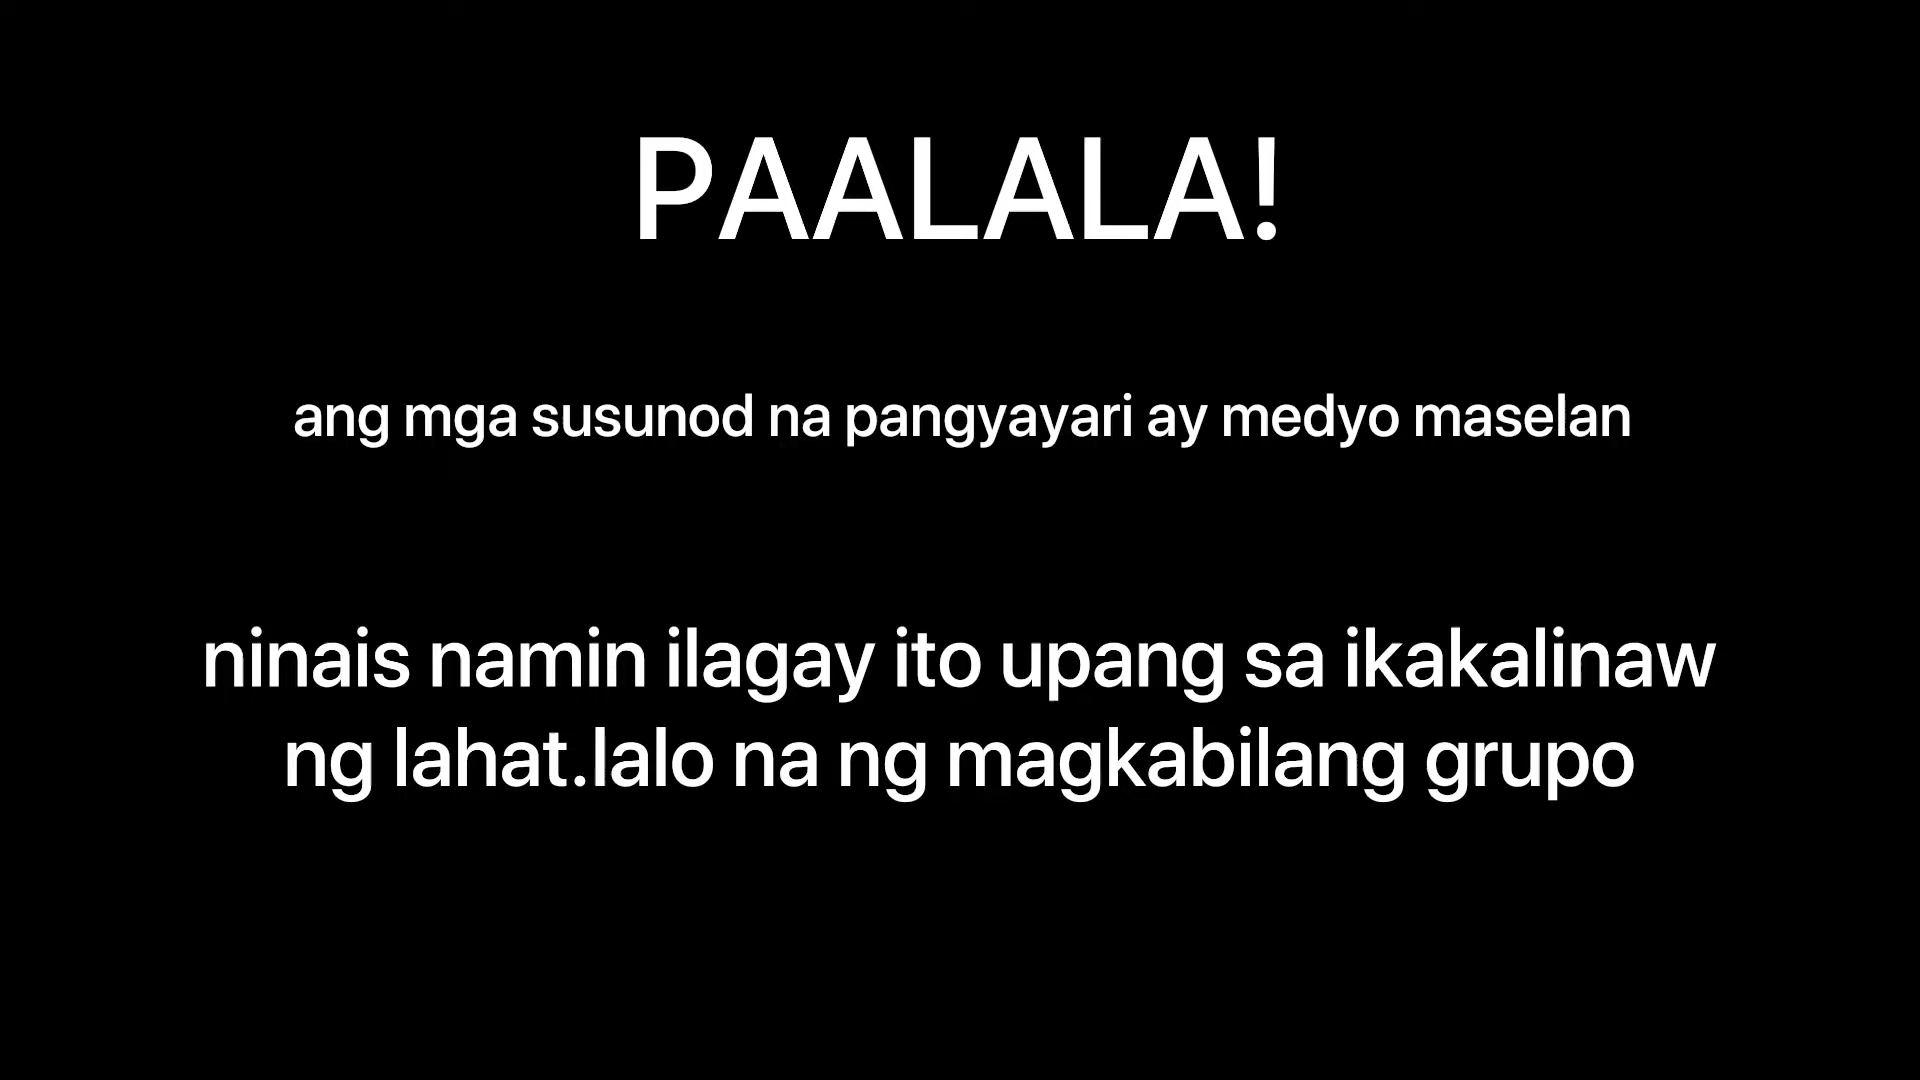 PAALALA!
ang mga susunod na pangyayari ay medyo maselan
ninais namin ilagay ito upang sa ikakalinaw
ng lahat.lalo na ng magkabilang grupo